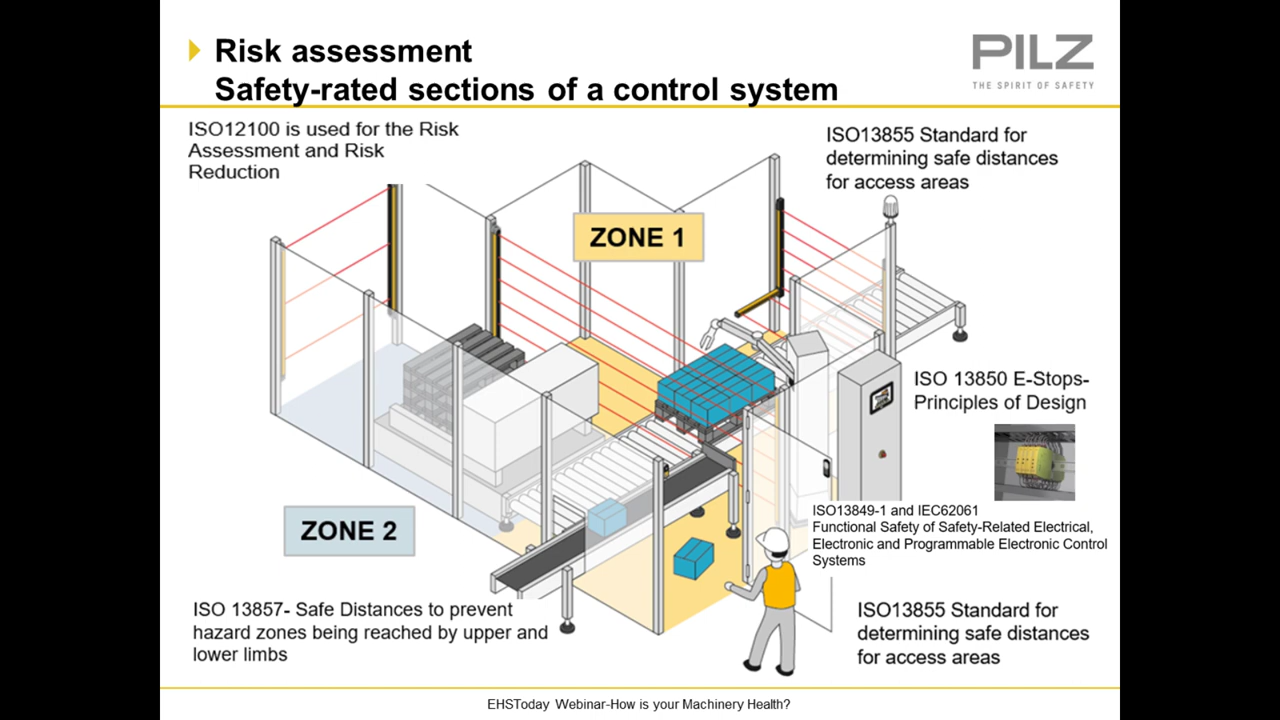 Risk assessment
Safety-rated sections of a control system
PILZ
THE SPIRIT OF SAFETY
ISO12100 is used for the Risk
Assessment and Risk
Reduction
ISO13855 Standard for
determining safe distances
for access areas
ZONE 1
ISO 13850 E-Stops-
Principles of Design
ZONE 2
ISO13849-1 and IEC62061
Functional Safety of Safety-Related Electrical,
Electronic and Programmable Electronic Control
Systems
ISO 13857- Safe Distances to prevent
hazard zones being reached by upper and
lower limbs
ISO13855 Standard for
determining safe distances
for access areas
EHSToday Webinar-How is your Machinery Health?